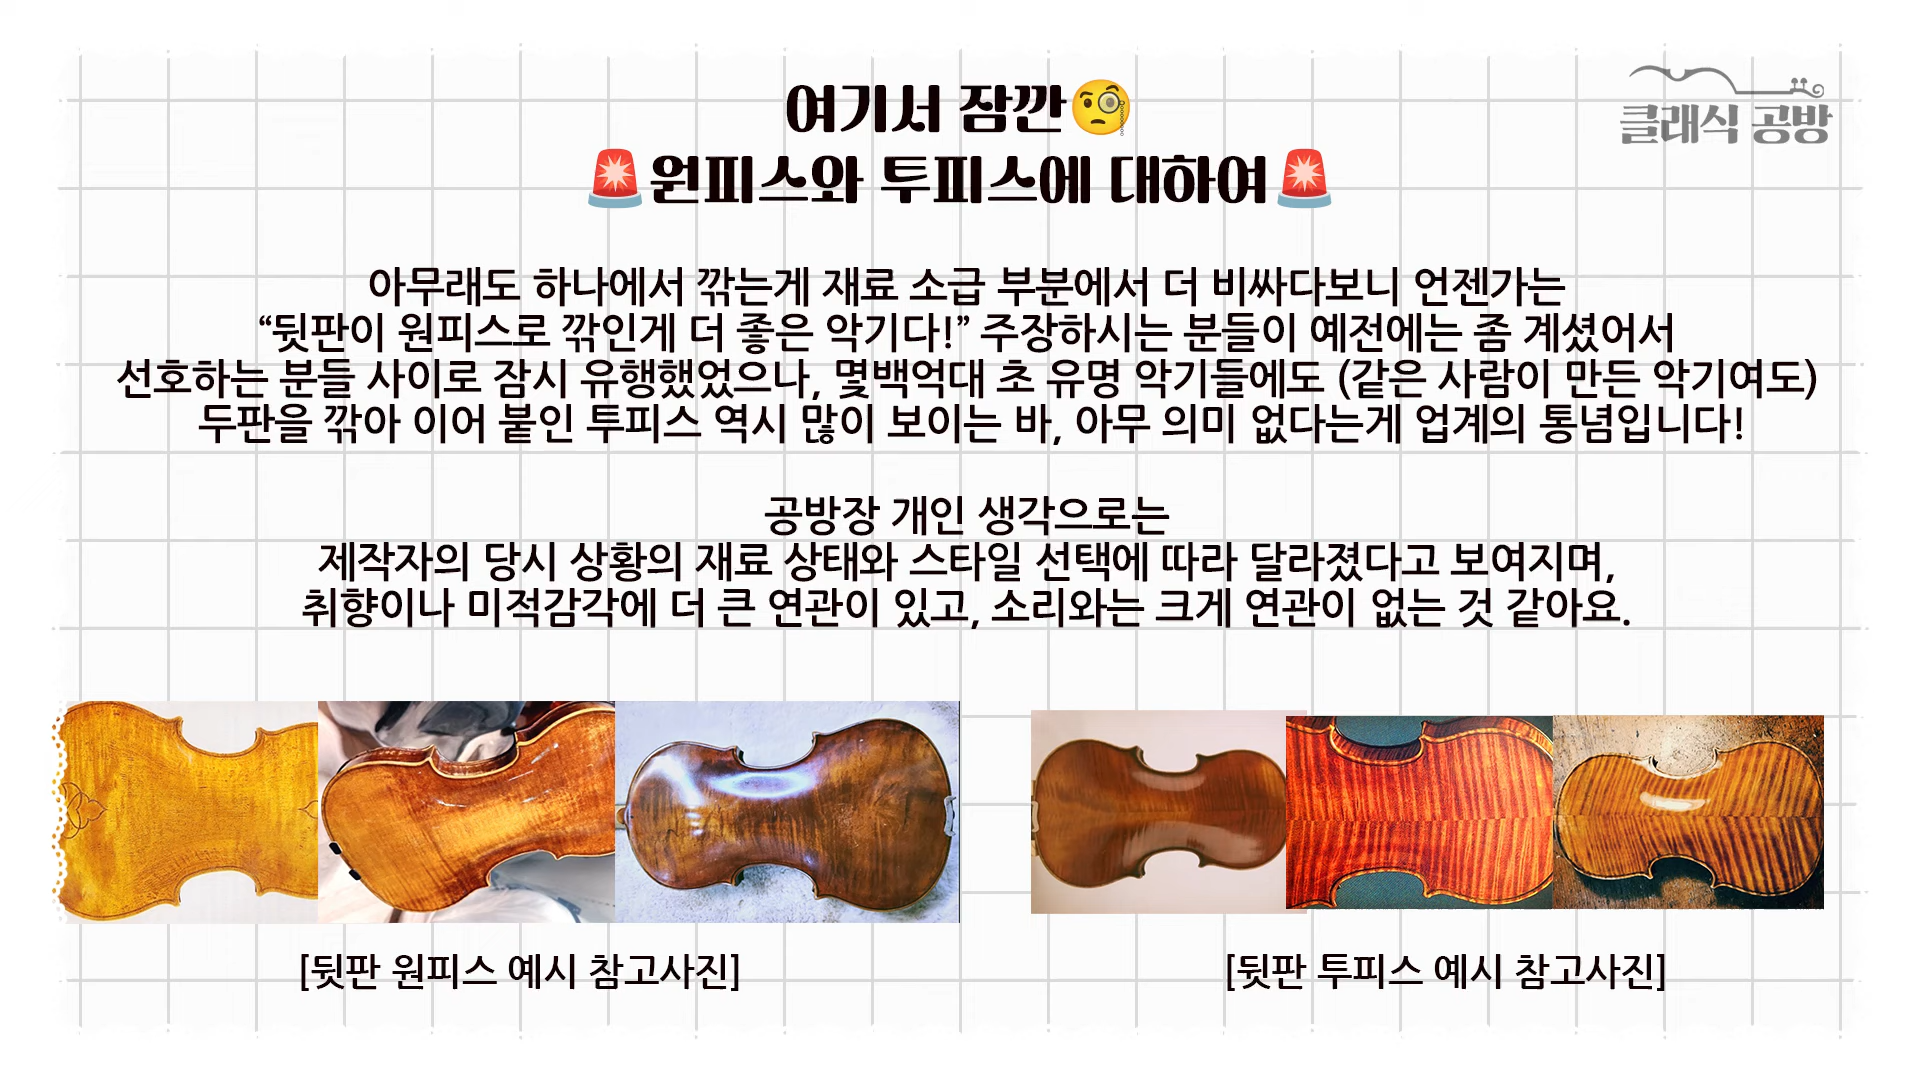 여기서 잠깐🧐
🚨원피스와 투피스에 대하여🚨
클래식 공방
아무래도 하나에서 깎는게 재료 소급 부분에서 더 비싸다보니 언젠가는
“뒷판이 원피스로 깎인게 더 좋은 악기다!” 주장하시는 분들이 예전에는 좀 계셨어서
선호하는 분들 사이로 잠시 유행했었으나, 몇백억대 초 유명 악기들에도 (같은 사람이 만든 악기여도)
두판을 깎아 이어 붙인 투피스 역시 많이 보이는 바, 아무 의미 없다는게 업계의 통념입니다!
공방장 개인 생각으로는
제작자의 당시 상황의 재료 상태와 스타일 선택에 따라 달라졌다고 보여지며,
취향이나 미적감각에 더 큰 연관이 있고, 소리와는 크게 연관이 없는 것 같아요.
[뒷판 원피스 예시 참고사진]
[뒷판 투피스 예시 참고사진]